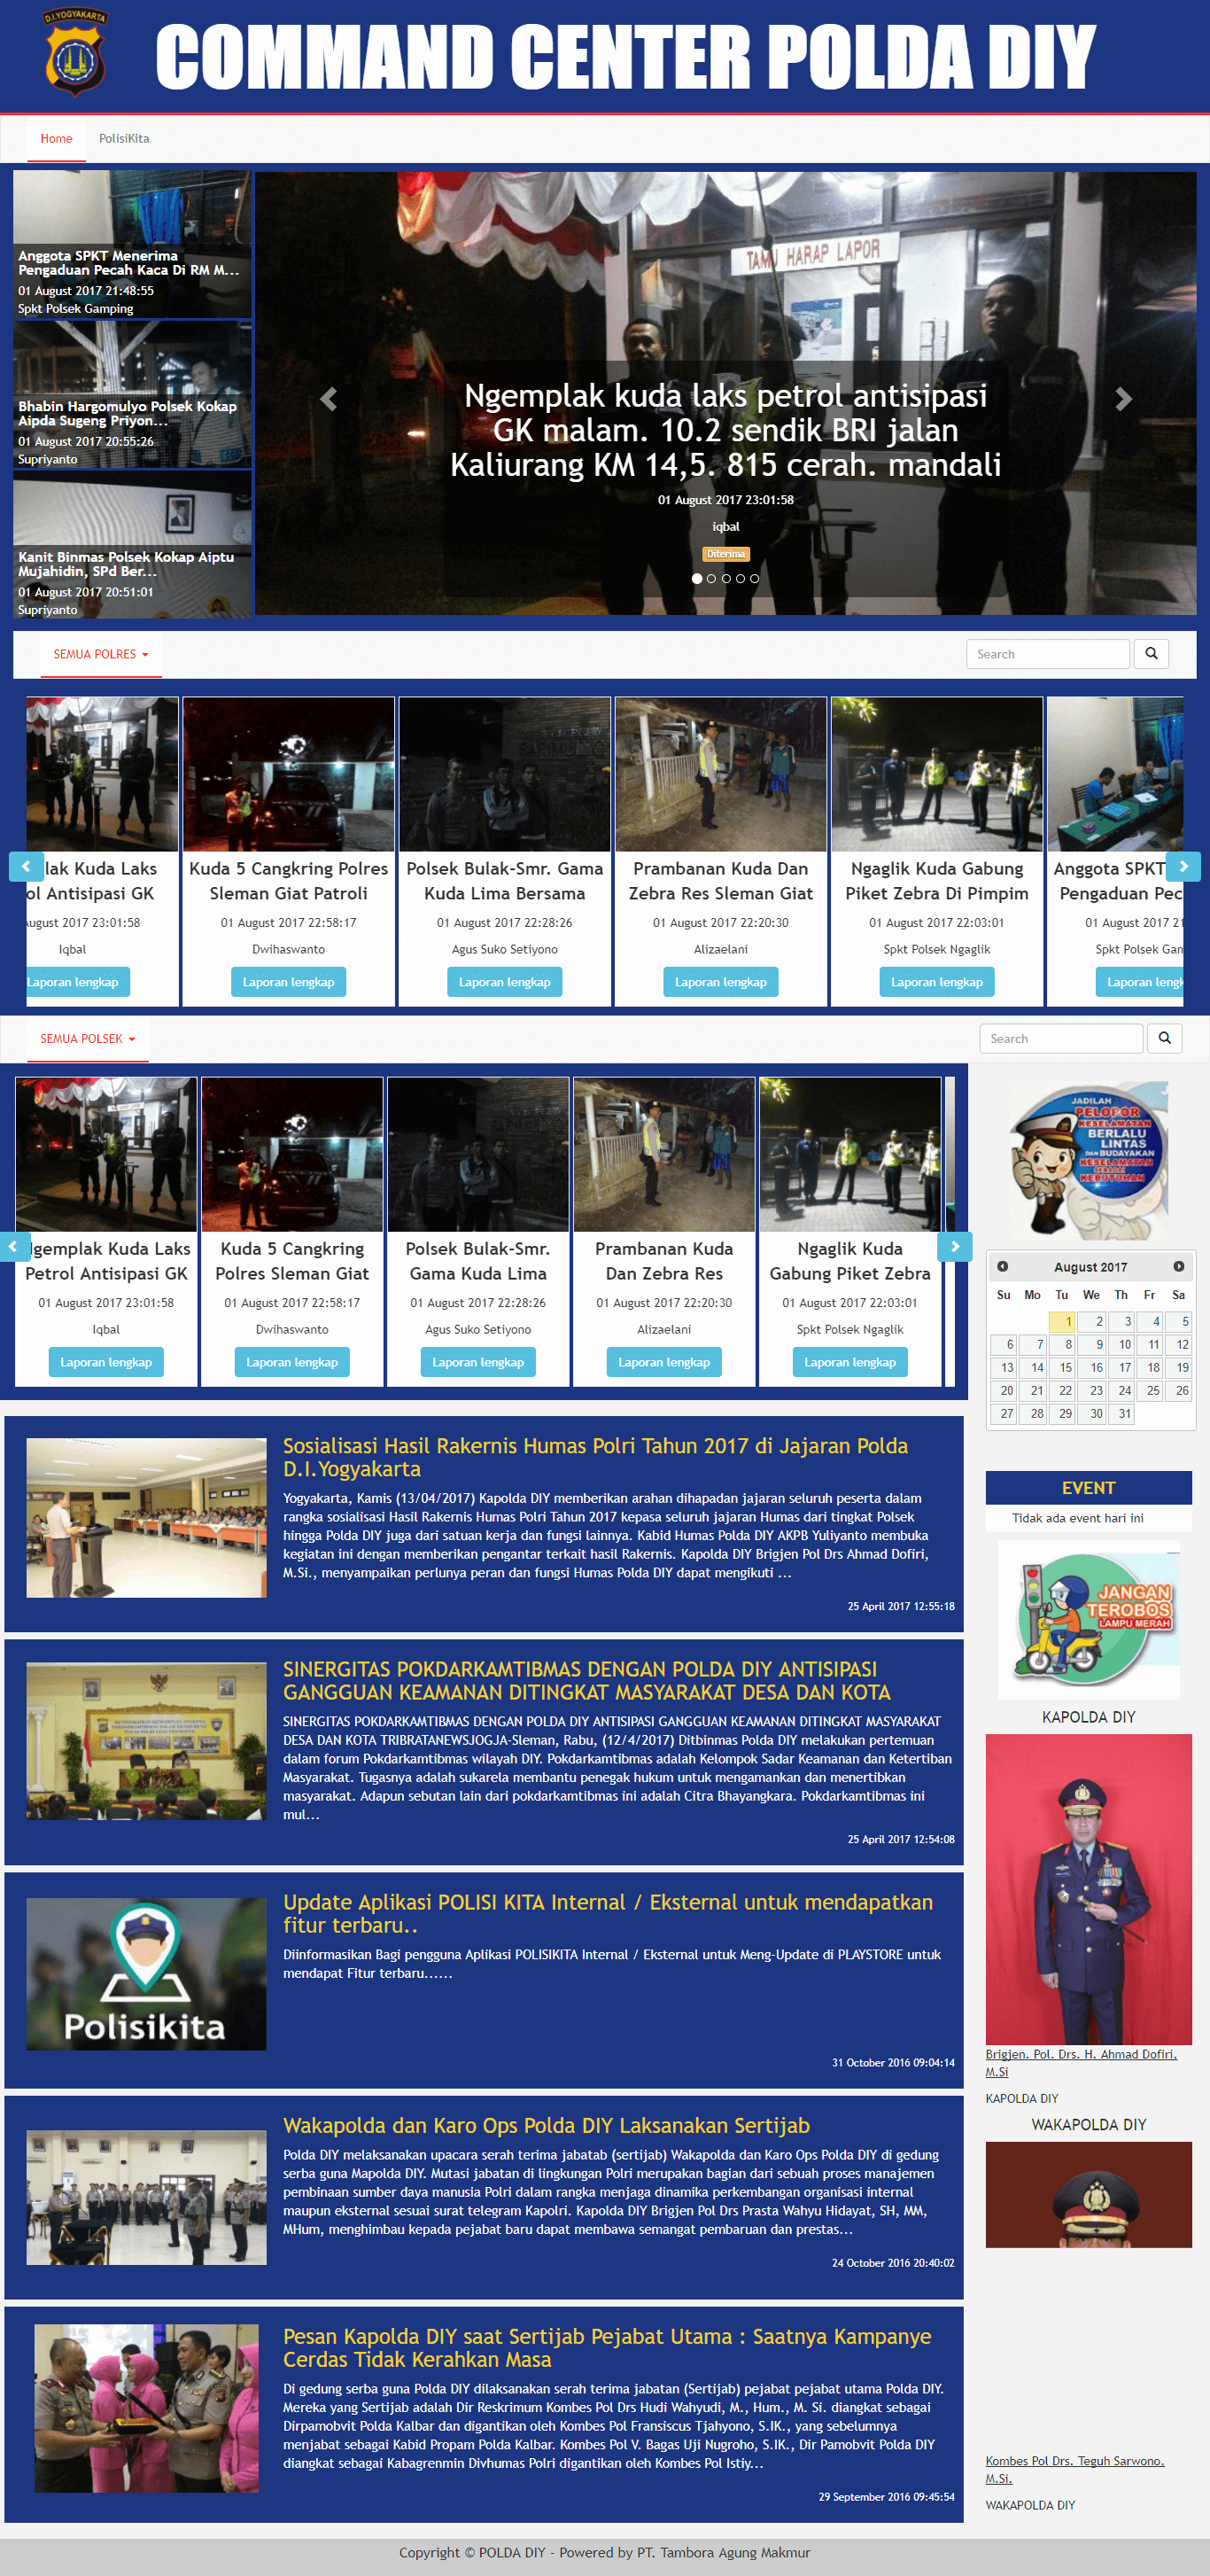 D.I.YOGYAKARTA
COMMAND CENTER POLDA DIY
Home
PolisiKita
Anggota SPKT Menerima
Pengaduan Pecah Kaca Di RM M...
01 August 2017 21:48:55
Spkt Polsek Gamping
Bhabin Hargomulyo Polsek Kokap
Aipda Sugeng Priyon...
01 August 2017 20:55:26
Supriyanto
Kanit Binmas Polsek Kokap Aiptu
Mujahidin, SPd Ber...
01 August 2017 20:51:01
Supriyanto
TAMU HARAP LAPOR
Ngemplak kuda laks petrol antisipasi
GK malam. 10.2 sendik BRI jalan
Kaliurang KM 14,5. 815 cerah. mandali
01 August 2017 23:01:58
iqbal
Diterima
SEMUA POLRES
Search
lak Kuda Laks
ol Antisipasi GK
ugust 2017 23:01:58
Iqbal
Laporan lengkap
Kuda 5 Cangkring Polres
Sleman Giat Patroli
01 August 2017 22:58:17
Dwihaswanto
Laporan lengkap
Polsek Bulak-Smr. Gama
Kuda Lima Bersama
01 August 2017 22:28:26
Agus Suko Setiyono
Laporan lengkap
Prambanan Kuda Dan
Zebra Res Sleman Giat
01 August 2017 22:20:30
Alizaelani
Laporan lengkap
Ngaglik Kuda Gabung
Piket Zebra Di Pimpim
01 August 2017 22:03:01
Spkt Polsek Ngaglik
Laporan lengkap
Anggota SPKT
Pengaduan Pec
01 August 2017 21
Spkt Polsek Gam
Laporan lengk
SEMUA POLSEK
Search
gemplak Kuda Laks
Petrol Antisipasi GK
01 August 2017 23:01:58
Iqbal
Laporan lengkap
Kuda 5 Cangkring
Polres Sleman Giat
01 August 2017 22:58:17
Dwihaswanto
Laporan lengkap
Polsek Bulak-Smr.
Gama Kuda Lima
01 August 2017 22:28:26
Agus Suko Setiyono
Laporan lengkap
Prambanan Kuda
Dan Zebra Res
01 August 2017 22:20:30
Alizaelani
Laporan lengkap
Ngaglik Kuda
Gabung Piket Zebra
01 August 2017 22:03:01
Spkt Polsek Ngaglik
Laporan lengkap
JADILAH
PELOPOR
KESELAMATAN
BERLALU
LINTAS
DAN BUDAYAKAN
KESELAMATAN
SEBAGAI
KEBUTUHAN
August 2017
Su Mo Tu We Th Fr Sa
1 2 3 4 5
6 7 8 9 10 11 12
13 14 15 16 17 18 19
20 21 22 23 24 25 26
27 28 29 30 31
EVENT
Tidak ada event hari ini
JANGAN
TEROBOS
LAMPU MERAH
KAPOLDA DIY
Brigjen. Pol. Drs. H. Ahmad Dofiri,
M.Si
KAPOLDA DIY
WAKAPOLDA DIY
Kombes Pol Drs. Teguh Sarwono,
M.Si.
WAKAPOLDA DIY
Sosialisasi Hasil Rakernis Humas Polri Tahun 2017 di Jajaran Polda
D.I.Yogyakarta
Yogyakarta, Kamis (13/04/2017) Kapolda DIY memberikan arahan dihapadan jajaran seluruh peserta dalam
rangka sosialisasi Hasil Rakernis Humas Polri Tahun 2017 kepasa seluruh jajaran Humas dari tingkat Polsek
hingga Polda DIY juga dari satuan kerja dan fungsi lainnya. Kabid Humas Polda DIY AKPB Yuliyanto membuka
kegiatan ini dengan memberikan pengantar terkait hasil Rakernis. Kapolda DIY Brigjen Pol Drs Ahmad Dofiri,
M.Si., menyampaikan perlunya peran dan fungsi Humas Polda DIY dapat mengikuti ...
25 April 2017 12:55:18
SINERGITAS POKDARKAMTIBMAS DENGAN POLDA DIY ANTISIPASI
GANGGUAN KEAMANAN DITINGKAT MASYARAKAT DESA DAN KOTA
SINERGITAS POKDARKAMTIBMAS DENGAN POLDA DIY ANTISIPASI GANGGUAN KEAMANAN DITINGKAT MASYARAKAT
DESA DAN KOTA TRIBRATANEWSJOGJA-Sleman, Rabu, (12/4/2017) Ditbinmas Polda DIY melakukan pertemuan
dalam forum Pokdarkamtibmas wilayah DIY. Pokdarkamtibmas adalah Kelompok Sadar Keamanan dan Ketertiban
Masyarakat. Tugasnya adalah sukarela membantu penegak hukum untuk mengamankan dan menertibkan
masyarakat. Adapun sebutan lain dari pokdarkamtibmas ini adalah Citra Bhayangkara. Pokdarkamtibmas ini
mul...
25 April 2017 12:54:08
Polisikita
Update Aplikasi POLISI KITA Internal / Eksternal untuk mendapatkan
fitur terbaru..
Diinformasikan Bagi pengguna Aplikasi POLISIKITA Internal / Eksternal untuk Meng-Update di PLAYSTORE untuk
mendapat Fitur terbaru......
31 October 2016 09:04:14
Wakapolda dan Karo Ops Polda DIY Laksanakan Sertijab
Polda DIY melaksanakan upacara serah terima jabatab (sertijab) Wakapolda dan Karo Ops Polda DIY di gedung
serba guna Mapolda DIY. Mutasi jabatan di lingkungan Polri merupakan bagian dari sebuah proses manajemen
pembinaan sumber daya manusia Polri dalam rangka menjaga dinamika perkembangan organisasi internal
maupun eksternal sesuai surat telegram Kapolri. Kapolda DIY Brigjen Pol Drs Prasta Wahyu Hidayat, SH, MM,
MHum, menghimbau kepada pejabat baru dapat membawa semangat pembaruan dan prestas...
24 October 2016 20:40:02
Pesan Kapolda DIY saat Sertijab Pejabat Utama : Saatnya Kampanye
Cerdas Tidak Kerahkan Masa
Di gedung serba guna Polda DIY dilaksanakan serah terima jabatan (Sertijab) pejabat pejabat utama Polda DIY.
Mereka yang Sertijab adalah Dir Reskrimum Kombes Pol Drs Hudi Wahyudi, M., Hum., M. Si. diangkat sebagai
Dirpamobvit Polda Kalbar dan digantikan oleh Kombes Pol Fransiscus Tjahyono, S.IK., yang sebelumnya
menjabat sebagai Kabid Propam Polda Kalbar. Kombes Pol V. Bagas Uji Nugroho, S.IK., Dir Pamobvit Polda DIY
diangkat sebagai Kabagrenmin Divhumas Polri digantikan oleh Kombes Pol Istiy...
29 September 2016 09:45:54
Copyright © POLDA DIY - Powered by PT. Tambora Agung Makmur